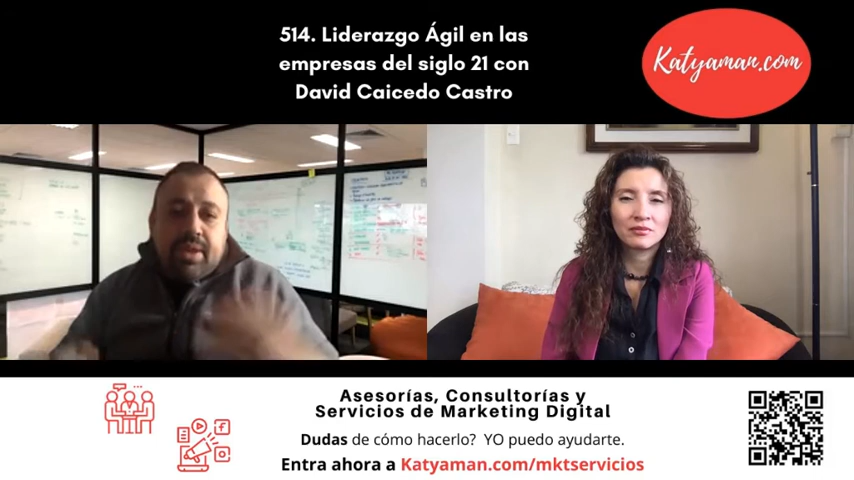 514. Liderazgo Ágil en las
empresas del siglo 21 con
David Caicedo Castro
Katyaman.com
Asesorías, Consultorías y
Servicios de Marketing Digital
Dudas de cómo hacerlo? YO puedo ayudarte.
Entra ahora a Katyaman.com/mktservicios